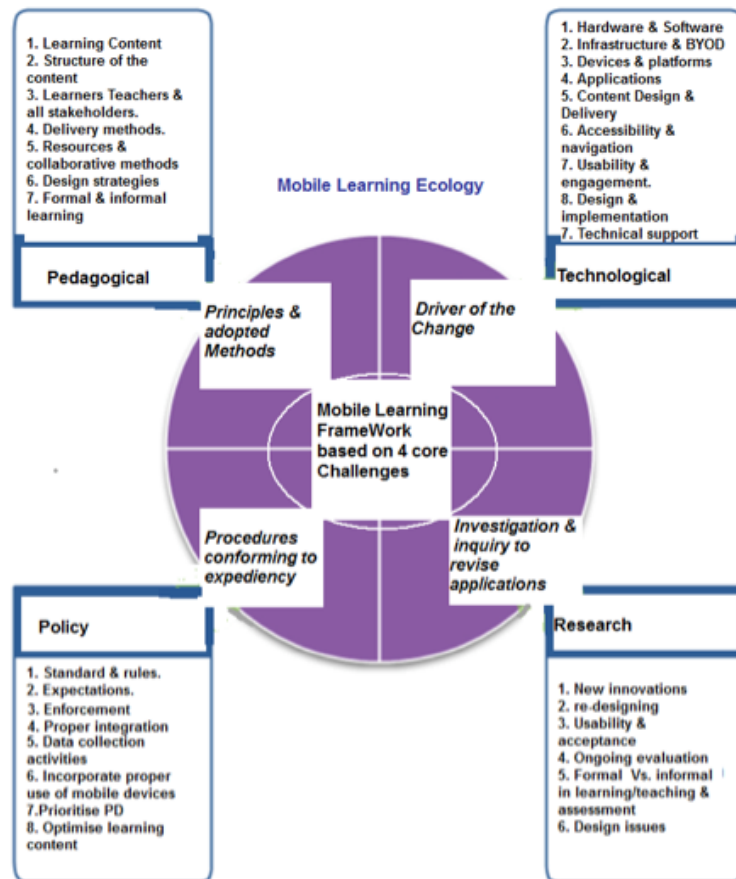 1. Learning Content
2. Structure of the
content
3. Learners Teachers &
all stakeholders.
4. Delivery methods.
5. Resources &
collaborative methods
6. Design strategies
7. Formal & informal
learning
Pedagogical
1. Hardware & Software
2. Infrastructure & BYOD
3. Devices & platforms
4. Applications
5. Content Design &
Delivery
6. Accessibility &
navigation
7. Usability &
engagement.
8. Design &
implementation
7. Technical support
Technological
Mobile Learning Ecology
Principles &
adopted
Methods
Driver of the
Change
Mobile Learning
FrameWork
based on 4 core
Challenges
Procedures
conforming to
expediency
Investigation &
inquiry to
revise
applications
Policy
1. Standard & rules.
2. Expectations.
3. Enforcement
4. Proper integration
5. Data collection
activities
6. Incorporate proper
use of mobile devices
7.Prioritise PD
8. Optimise learning
content
Research
1. New innovations
2. re-designing
3. Usability &
acceptance
4. Ongoing evaluation
5. Formal Vs. informal
in learning/teaching &
assessment
6. Design issues